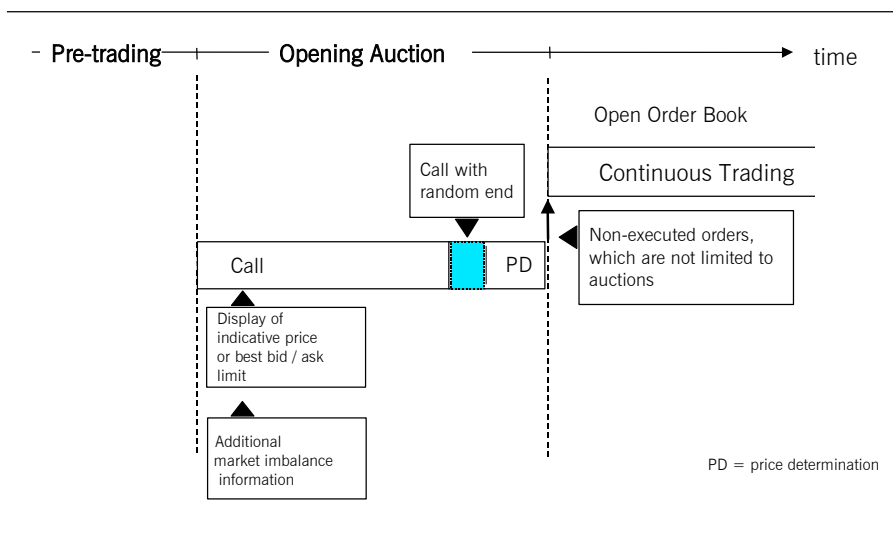 Pre-trading
Opening Auction
time
Open Order Book
Continuous Trading
Call with
random end
Non-executed orders,
which are not limited to
auctions
Call
PD
Display of
indicative price
or best bid / ask
limit
Additional
market imbalance
information
PD = price determination